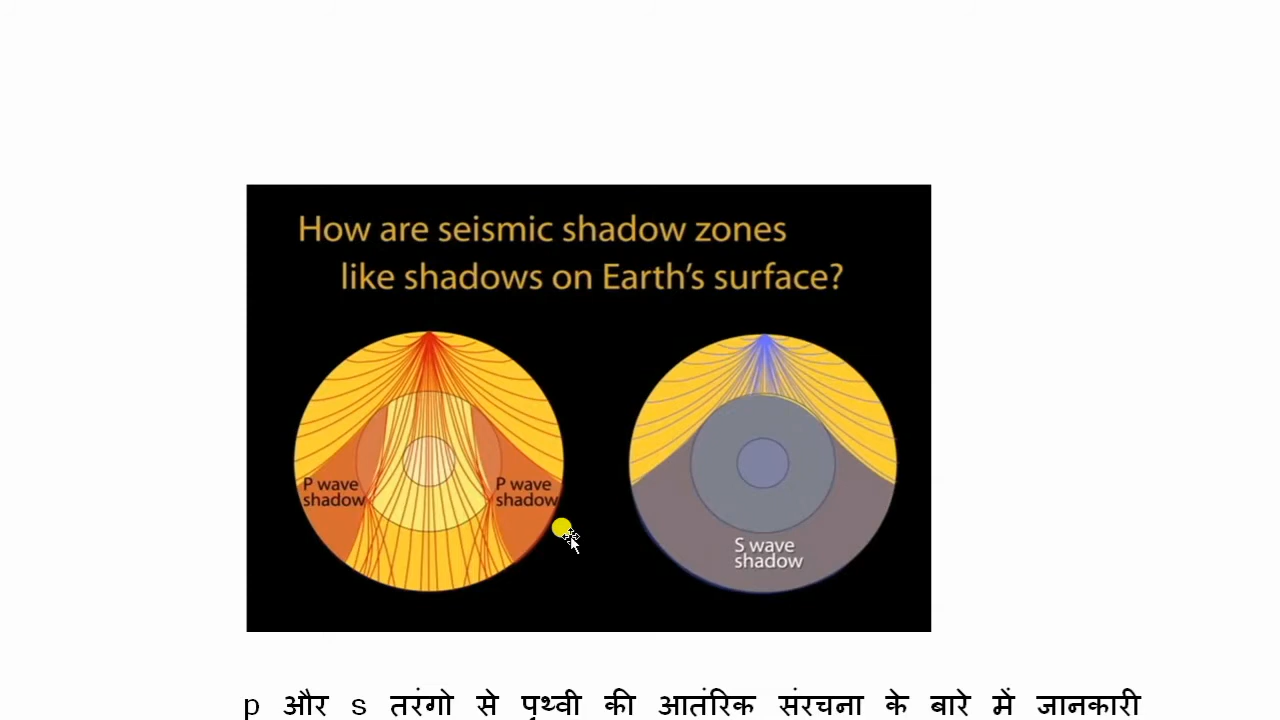 How are seismic shadow zones
like shadows on Earth's surface?
P wave
shadow
P wave
shadow
S wave
shadow
p और s तरंगो से पृथ्वी की आतंरिक संरचना के बारे में जानकारी